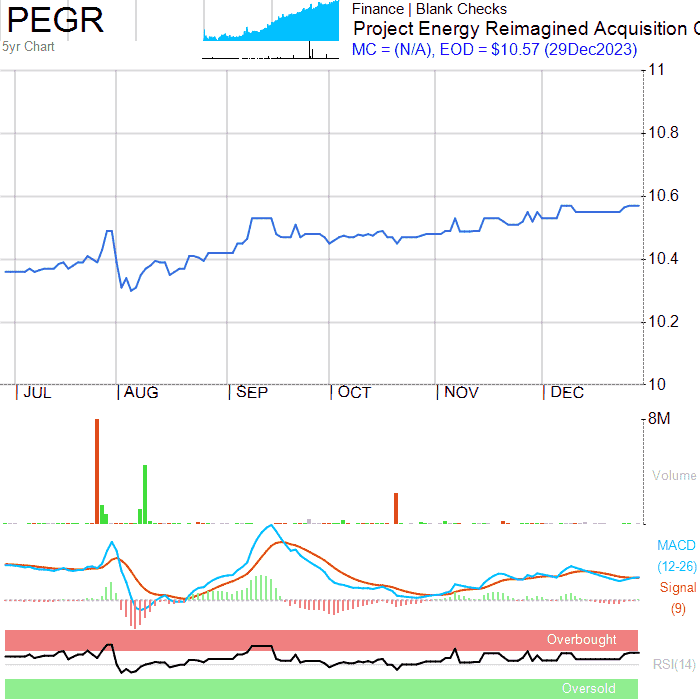 PEGR
5yr Chart
Finance | Blank Checks
Project Energy Reimagined Acquisition
MC = (N/A), EOD = $10.57 (29Dec2023)
11
10.8
10.6
10.4
10.2
10
JUL AUG SEP OCT NOV DEC
8M
Volume
MACD
(12-26)
Signal
(9)
Overbought
RSI(14)
Oversold